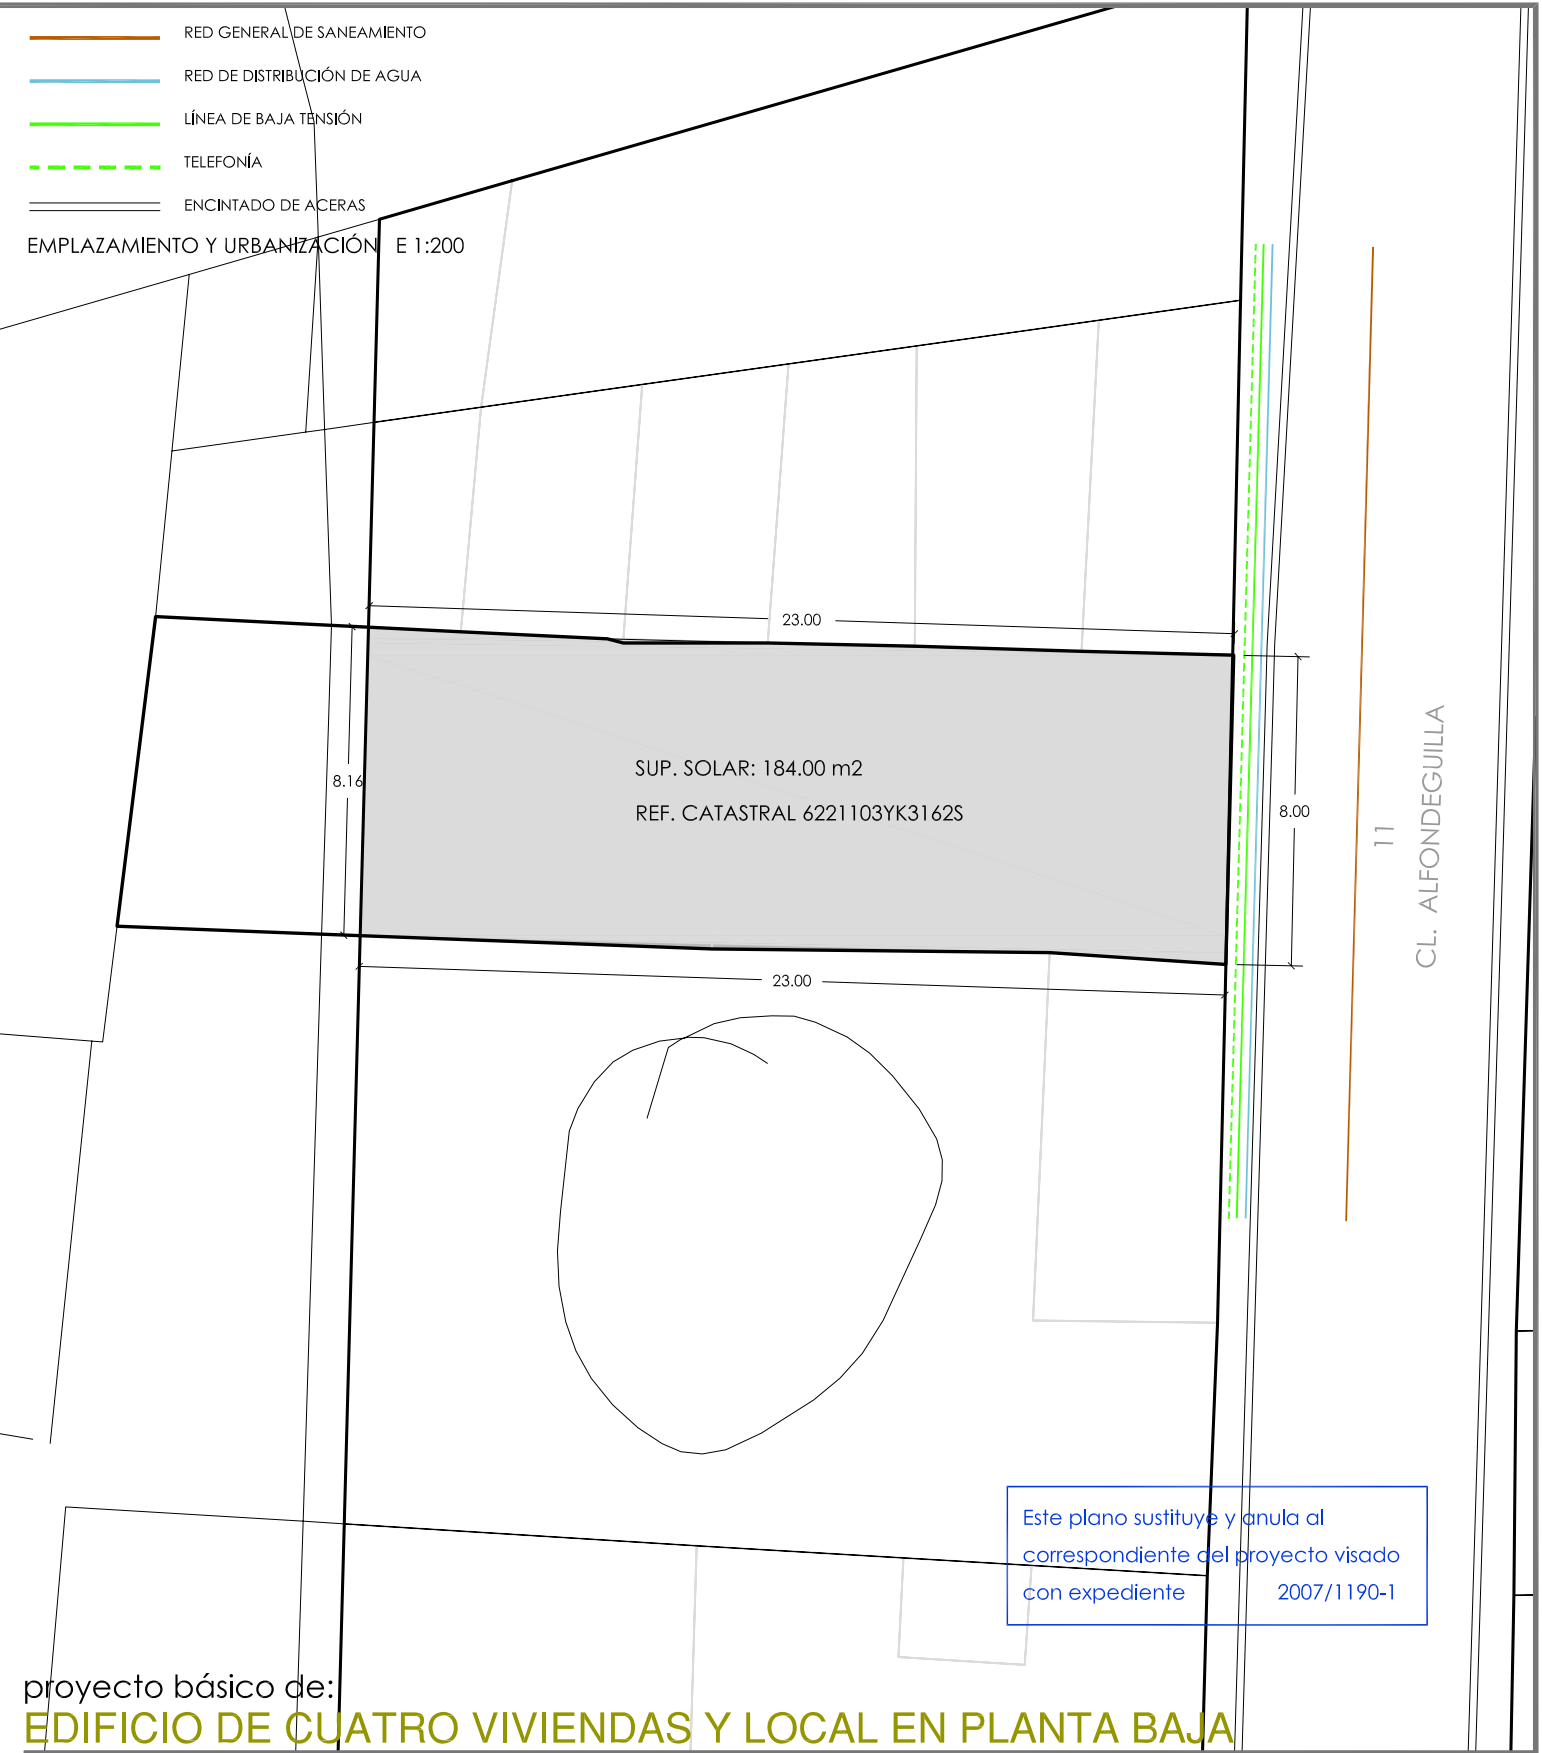 RED GENERAL DE SANEAMIENTO
RED DE DISTRIBUCIÓN DE AGUA
LÍNEA DE BAJA TENSIÓN
TELEFONÍA
ENCINTADO DE ACERAS
EMPLAZAMIENTO Y URBANIZACIÓN E 1:200
23.00
8.16
SUP. SOLAR: 184.00 m2
REF. CATASTRAL 6221103YK3162S
8.00
11
CL. ALFONDEGUILLA
23.00
Este plano sustituye y anula al
correspondiente del proyecto visado
con expediente 2007/1190-1
proyecto básico de:
EDIFICIO DE CUATRO VIVIENDAS Y LOCAL EN PLANTA BAJA